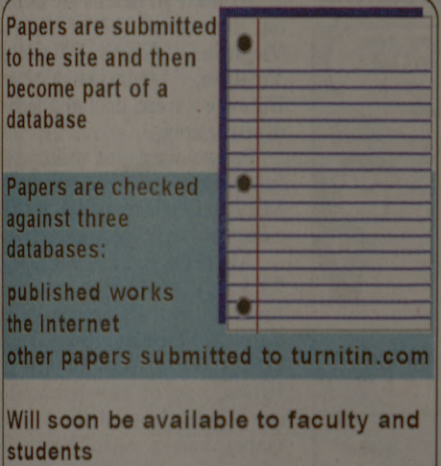 Papers are submitted
to the site and then
become part of a
database
Papers are checked
against three
databases:
published works
the Internet
other papers submitted to turnitin.com
Will soon be available to faculty and
students